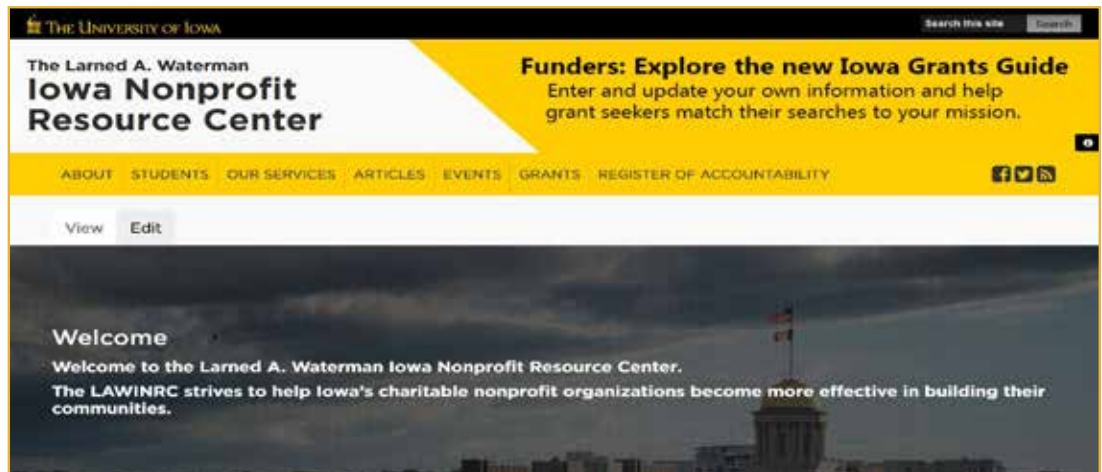 THE UNIVERSITY OF IOWA
Search this site Search
The Larned A. Waterman
Iowa Nonprofit
Resource Center
Funders: Explore the new Iowa Grants Guide
Enter and update your own information and help
grant seekers match their searches to your mission.
ABOUT STUDENTS OUR SERVICES ARTICLES EVENTS GRANTS REGISTER OF ACCOUNTABILITY
View Edit
Welcome
Welcome to the Larned A. Waterman Iowa Nonprofit Resource Center.
The LAWINRC strives to help Iowa's charitable nonprofit organizations become more effective in building their
communities.